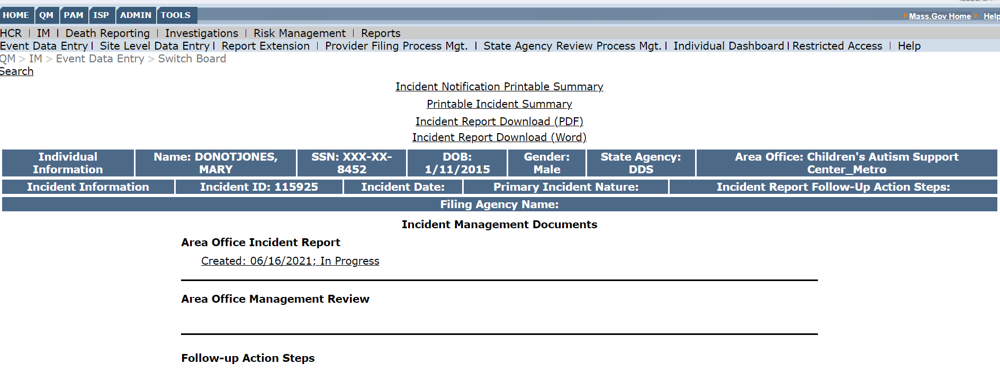 HOME QM PAM ISP ADMIN TOOLS
Mass.Gov Home Help
HCR | IM | Death Reporting | Investigations | Risk Management | Reports
Event Data Entry | Site Level Data Entry | Report Extension | Provider Filing Process Mgt. | State Agency Review Process Mgt. | Individual Dashboard | Restricted Access | Help
QM > IM > Event Data Entry > Switch Board
Search
Incident Notification Printable Summary
Printable Incident Summary
Incident Report Download (PDF)
Incident Report Download (Word)
Individual Information
Name: DONOTJONES, MARY
SSN: XXX-XX-8452
DOB: 1/11/2015
Gender: Male
State Agency: DDS
Area Office: Children's Autism Support Center_Metro
Incident Information
Incident ID: 115925
Incident Date:
Primary Incident Nature:
Incident Report Follow-Up Action Steps:
Filing Agency Name:
Incident Management Documents
Area Office Incident Report
Created: 06/16/2021; In Progress
Area Office Management Review
Follow-up Action Steps